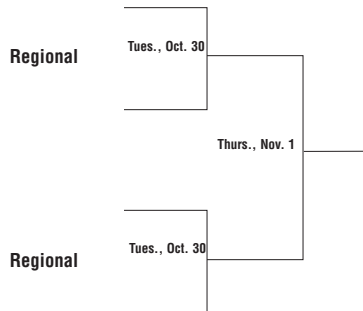 Tues., Oct. 30
Regional
Thurs., Nov. 1
Tues., Oct. 30
Regional